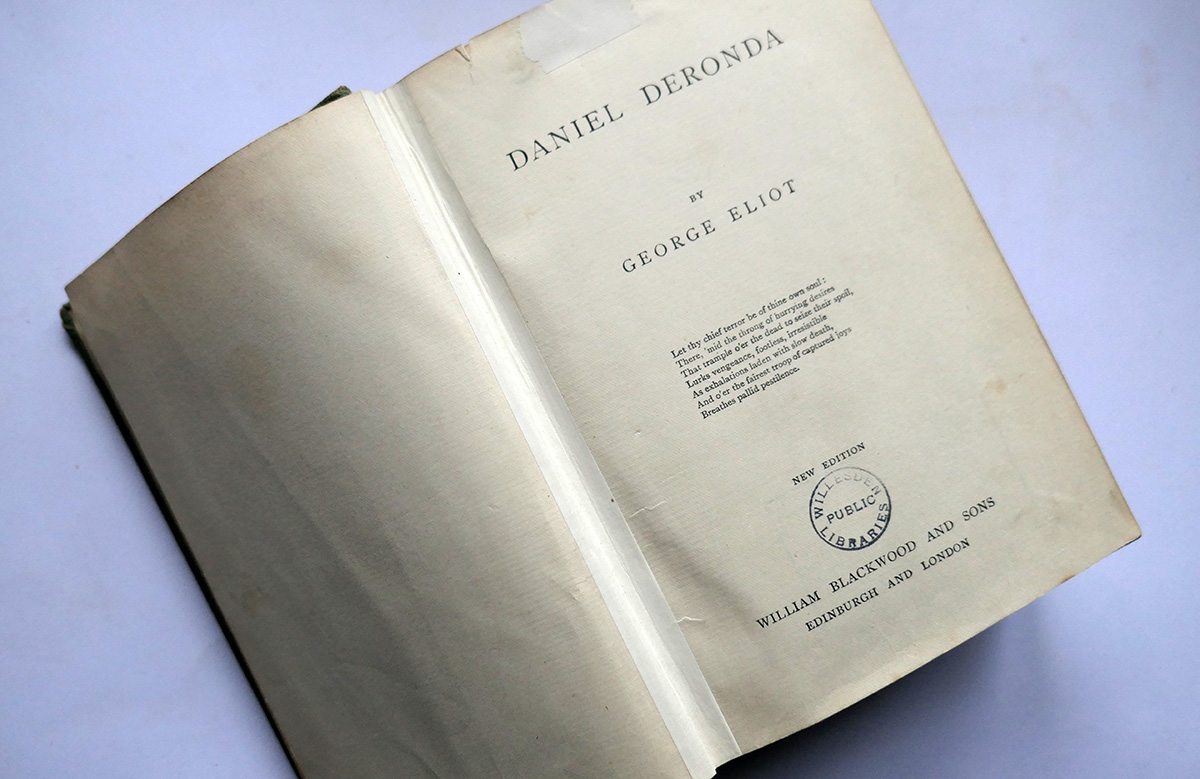 DANIEL DERONDA
BY
GEORGE ELIOT
Let thy chief terror be of thine own soul:
There, 'mid the throng of hurrying desires
That trample o'er the dead to seize their spoil,
Lurks vengeance, footless, irresistible
As exhalations laden with slow death,
And o'er the fairest troop of captured joys
Breathes pallid pestilence.
NEW EDITION
WILLESDEN
PUBLIC
LIBRARIES
WILLIAM BLACKWOOD AND SONS
EDINBURGH AND LONDON